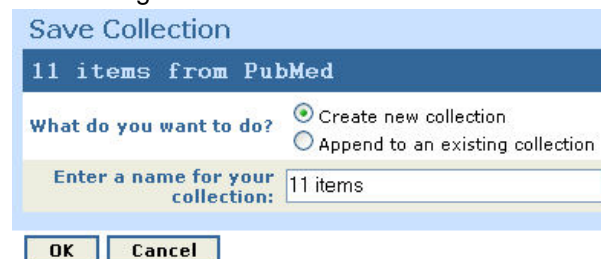 Save Collection
11 items from PubMed
What do you want to do?
Create new collection
Append to an existing collection
Enter a name for your
collection:
11 items
OK
Cancel